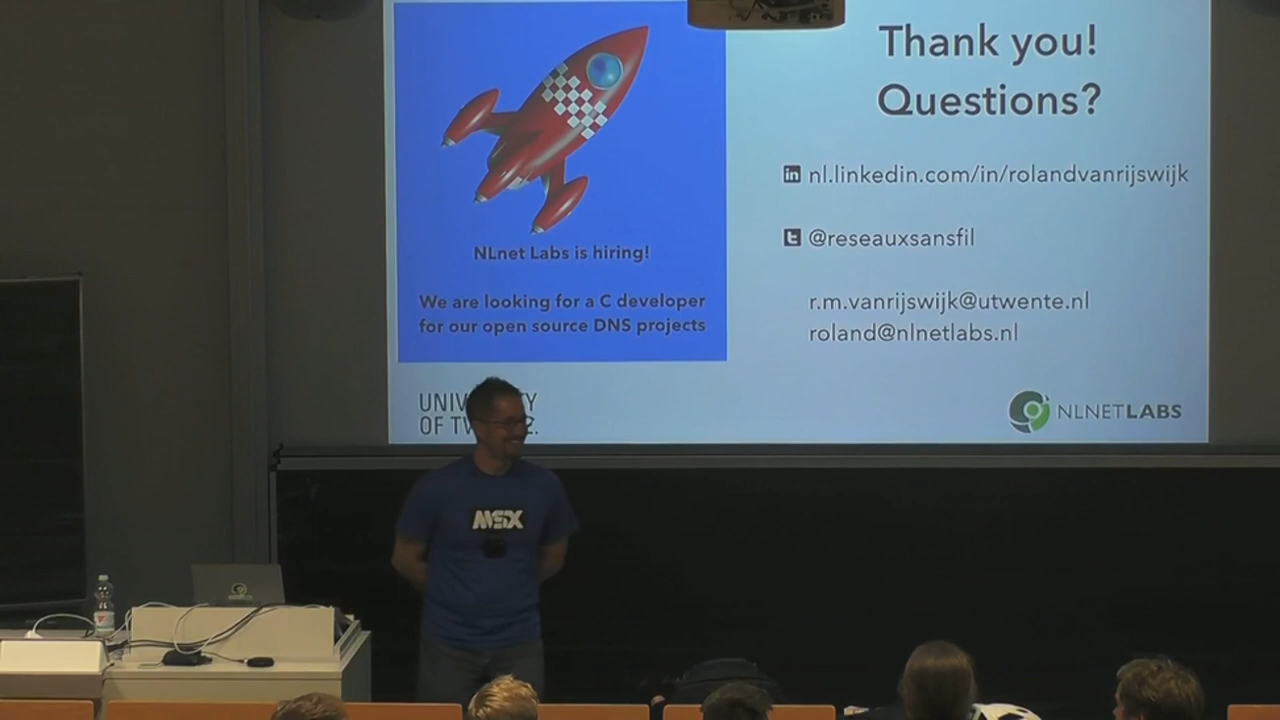 Thank you!
Questions?
nl.linkedin.com/in/rolandvanrijswijk
@reseauxsansfil
r.m.vanrijswijk@utwente.nl
roland@nlnetlabs.nl
NLnet Labs is hiring!
We are looking for a C developer
for our open source DNS projects
OF
NLNETLABS
MSX